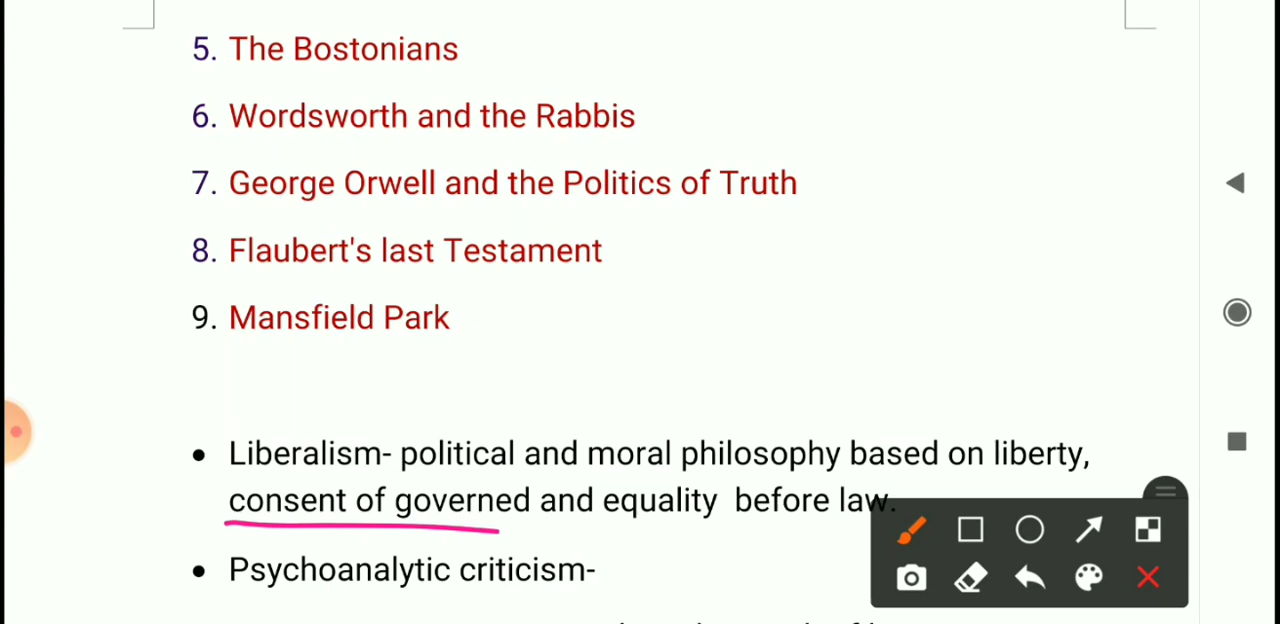 5. The Bostonians
6. Wordsworth and the Rabbis
7. George Orwell and the Politics of Truth
8. Flaubert's last Testament
9. Mansfield Park
• Liberalism- political and moral philosophy based on liberty,
consent of governed and equality before law.
• Psychoanalytic criticism-